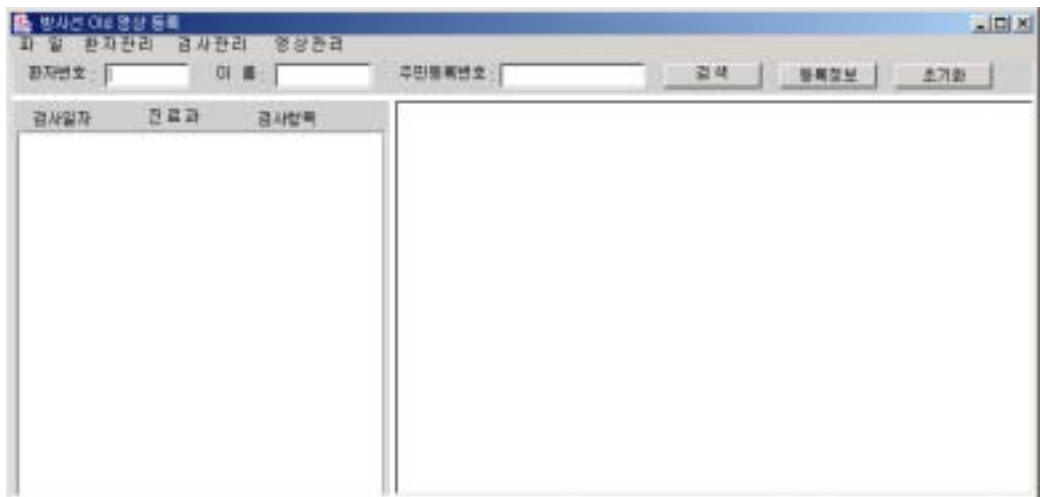 방사선 Old 영상 등록
파 일 환자관리 검사관리 영상관리
환자번호 : 이 름 : 주민등록번호 : 검 색 등록정보 초기화
검사일자 진 료 과 검사항목